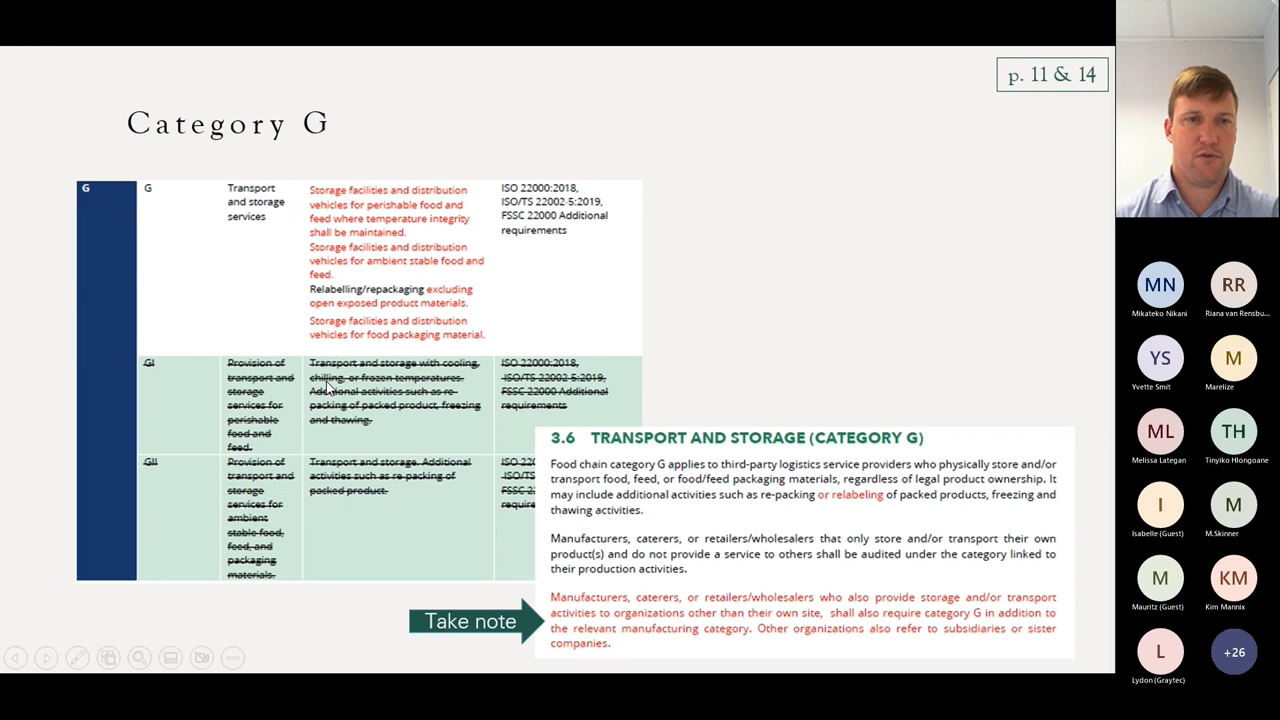 p. 11 & 14
Category G
G
G
Transport
and storage
services
Storage facilities and distribution
vehicles for perishable food and
feed where temperature integrity
shall be maintained.
Storage facilities and distribution
vehicles for ambient stable food and
feed.
Relabelling/repackaging excluding
open exposed product materials.
Storage facilities and distribution
vehicles for food packaging material.
ISO 22000:2018,
ISO/TS 22002-5:2019,
FSSC 22000 Additional
requirements
GI
Provision of
transport and
storage
services for
perishable
food and
feed.
Transport and storage with cooling,
chilling, or frozen temperatures.
Additional activities such as re-
packing of packed product, freezing
and thawing.
ISO 22000:2018,
ISO/TS 22002-5:2019,
FSSC 22000 Additional
requirements
GII
Provision of
transport and
storage
services for
ambient
stable food,
feed, and
packaging
materials.
Transport and storage. Additional
activities such as re-packing of
packed product.
ISO 22
ISO/TS
FSSC 2
require
3.6 TRANSPORT AND STORAGE (CATEGORY G)
Food chain category G applies to third-party logistics service providers who physically store and/or
transport food, feed, or food/feed packaging materials, regardless of legal product ownership. It
may include additional activities such as re-packing or relabeling of packed products, freezing and
thawing activities.
Manufacturers, caterers, or retailers/wholesalers that only store and/or transport their own
product(s) and do not provide a service to others shall be audited under the category linked to
their production activities.
Manufacturers, caterers, or retailers/wholesalers who also provide storage and/or transport
activities to organizations other than their own site, shall also require category G in addition to
the relevant manufacturing category. Other organizations also refer to subsidiaries or sister
companies.
Take note
MN
RR
Mikateko Nikani
Riana van Rensbu...
YS
M
Yvette Smit
Marelize
ML
TH
Melissa Lategan
Tinyiko Hlongoane
I
M
Isabelle (Guest)
M.Skinner
M
KM
Mauritz (Guest)
Kim Mannix
L
+26
Lydon (Graytec)